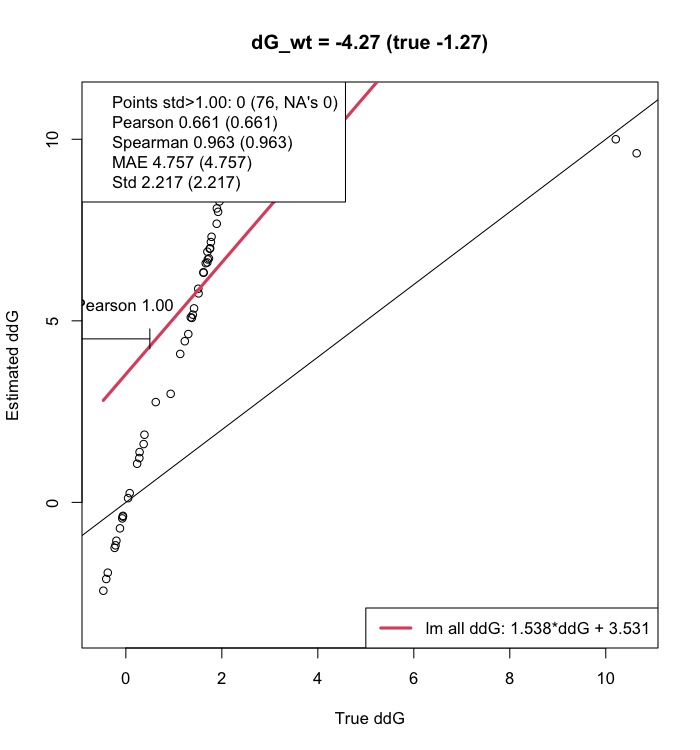 dG_wt = -4.27 (true -1.27)
Points std>1.00: 0 (76, NA's 0)
Pearson 0.661 (0.661)
Spearman 0.963 (0.963)
MAE 4.757 (4.757)
Std 2.217 (2.217)
Pearson 1.00
Estimated ddG
10
5
0
lm all ddG: 1.538*ddG + 3.531
0 2 4 6 8 10
True ddG